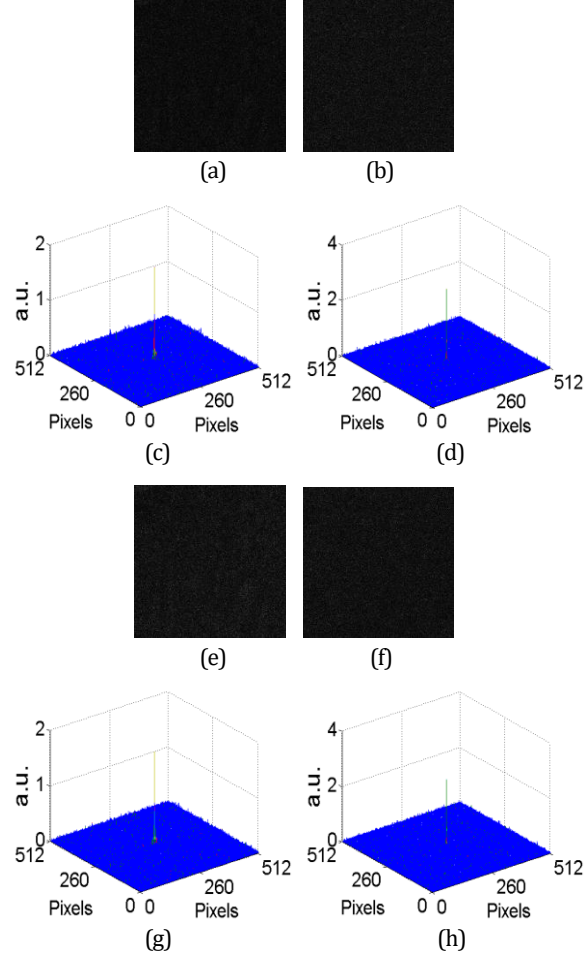 (a) (b)
2 4
a.u. 1 a.u. 2
0 0
512 512 512 512
260 260 260 260
Pixels 0 0 Pixels Pixels 0 0 Pixels
(c) (d)
(e) (f)
2 4
a.u. 1 a.u. 2
0 0
512 512 512 512
260 260 260 260
Pixels 0 0 Pixels Pixels 0 0 Pixels
(g) (h)